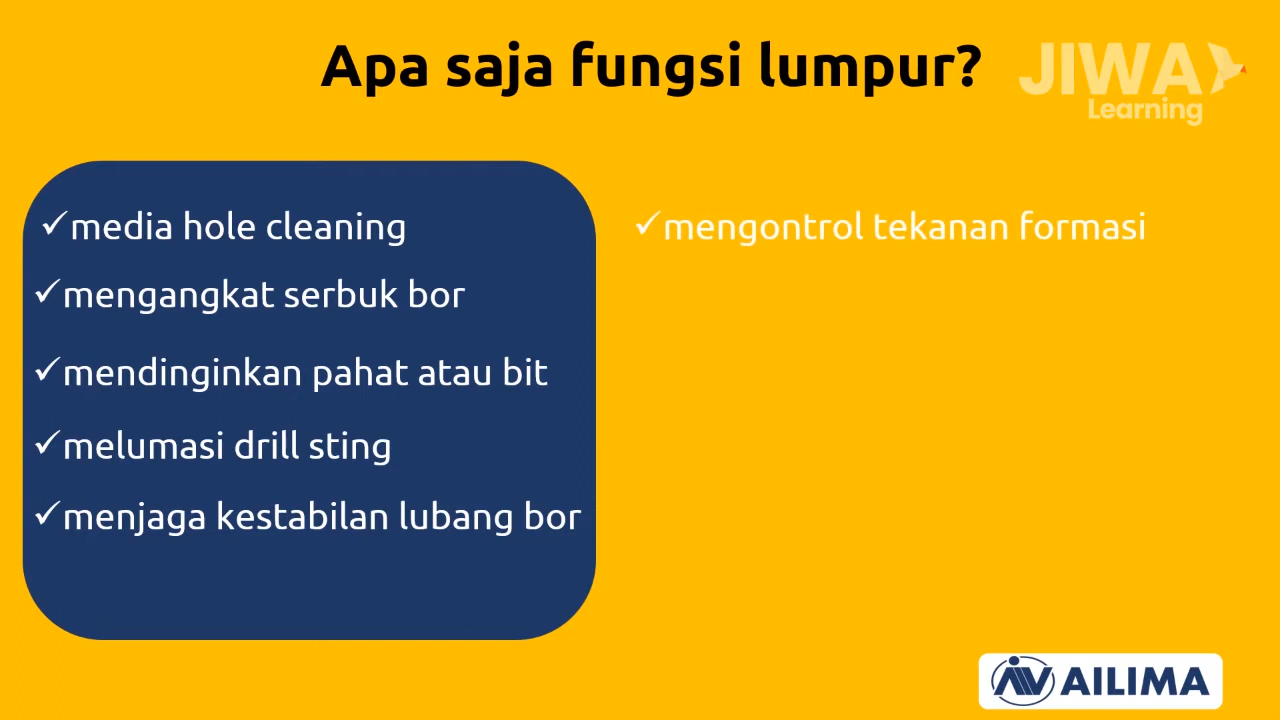 Apa saja fungsi lumpur?
JIWA
Learning
✓media hole cleaning
✓mengangkat serbuk bor
✓mendinginkan pahat atau bit
✓melumasi drill sting
✓menjaga kestabilan lubang bor
✓mengontrol tekanan formasi
AILIMA